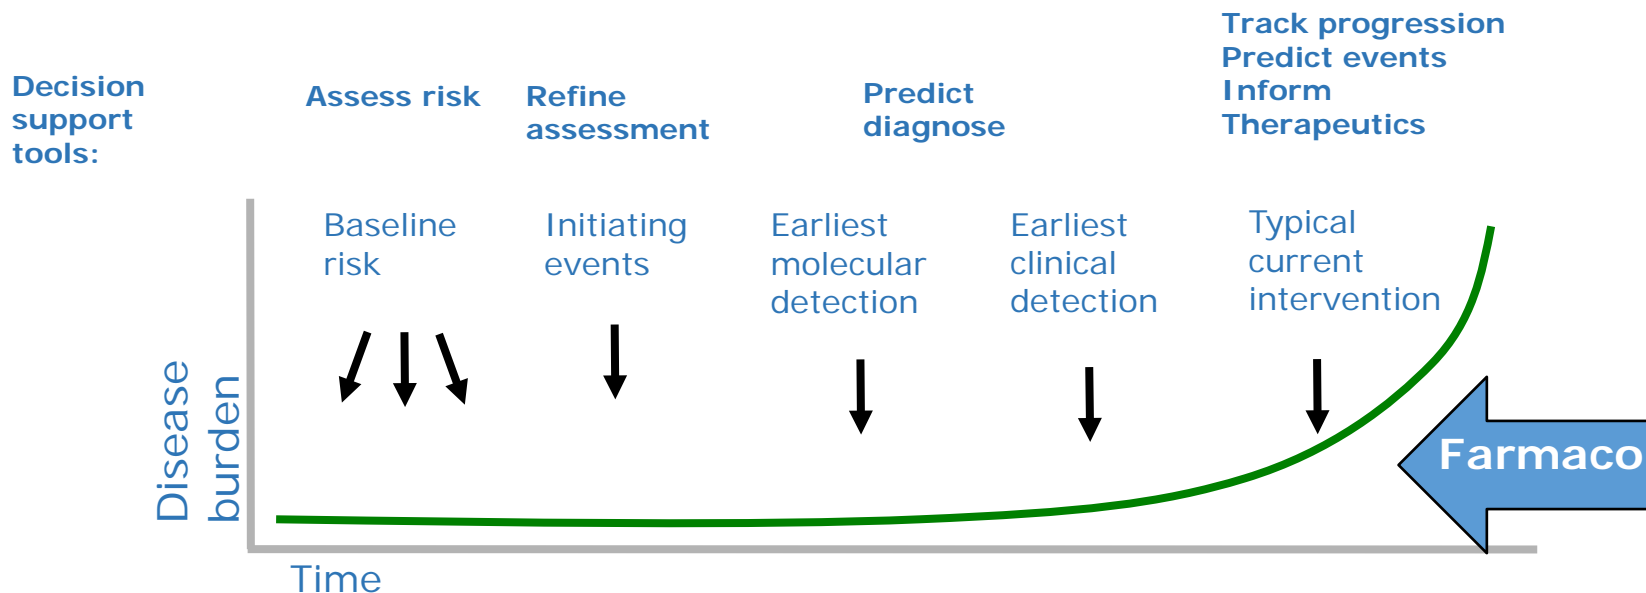 Decision
support
tools:
Assess risk
Refine
assessment
Predict
diagnose
Track progression
Predict events
Inform
Therapeutics
Baseline
risk
Initiating
events
Earliest
molecular
detection
Earliest
clinical
detection
Typical
current
intervention
Disease
burden
Farmaco
Time